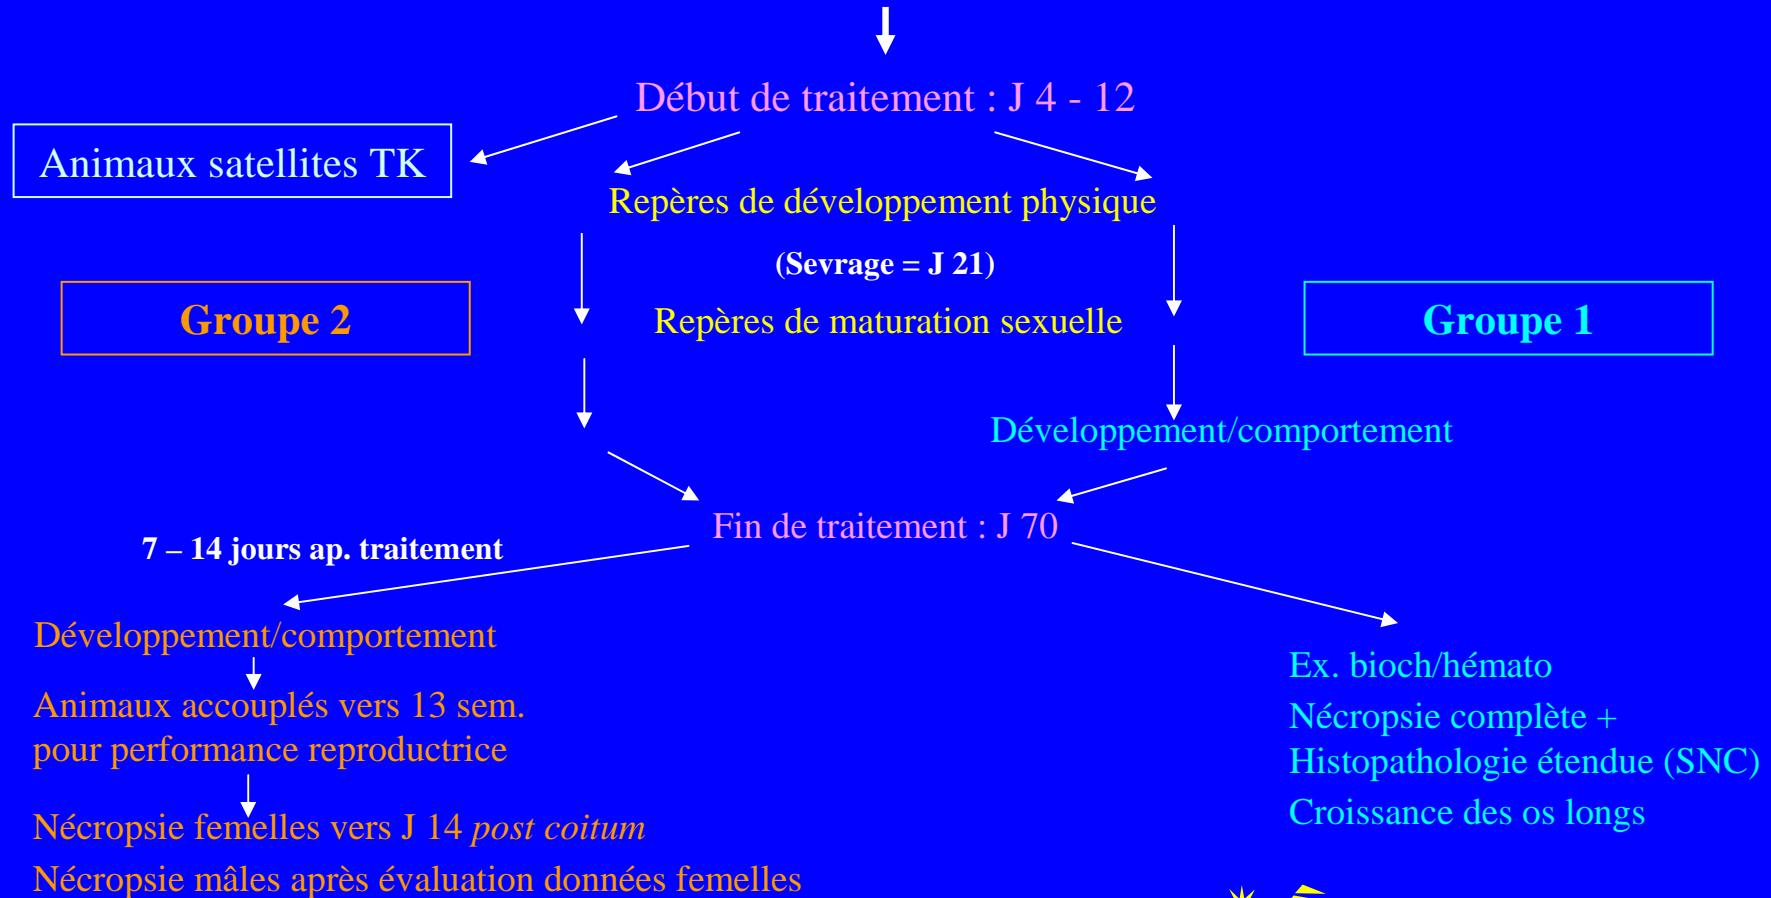 Début de traitement : J 4 - 12
Animaux satellites TK
Repères de développement physique
(Sevrage = J 21)
Groupe 2
Repères de maturation sexuelle
Groupe 1
Développement/comportement
Fin de traitement : J 70
7 – 14 jours ap. traitement
Développement/comportement
Animaux accouplés vers 13 sem.
pour performance reproductrice
Nécropsie femelles vers J 14 post coitum
Nécropsie mâles après évaluation données femelles
Ex. bioch/hémato
Nécropsie complète +
Histopathologie étendue (SNC)
Croissance des os longs